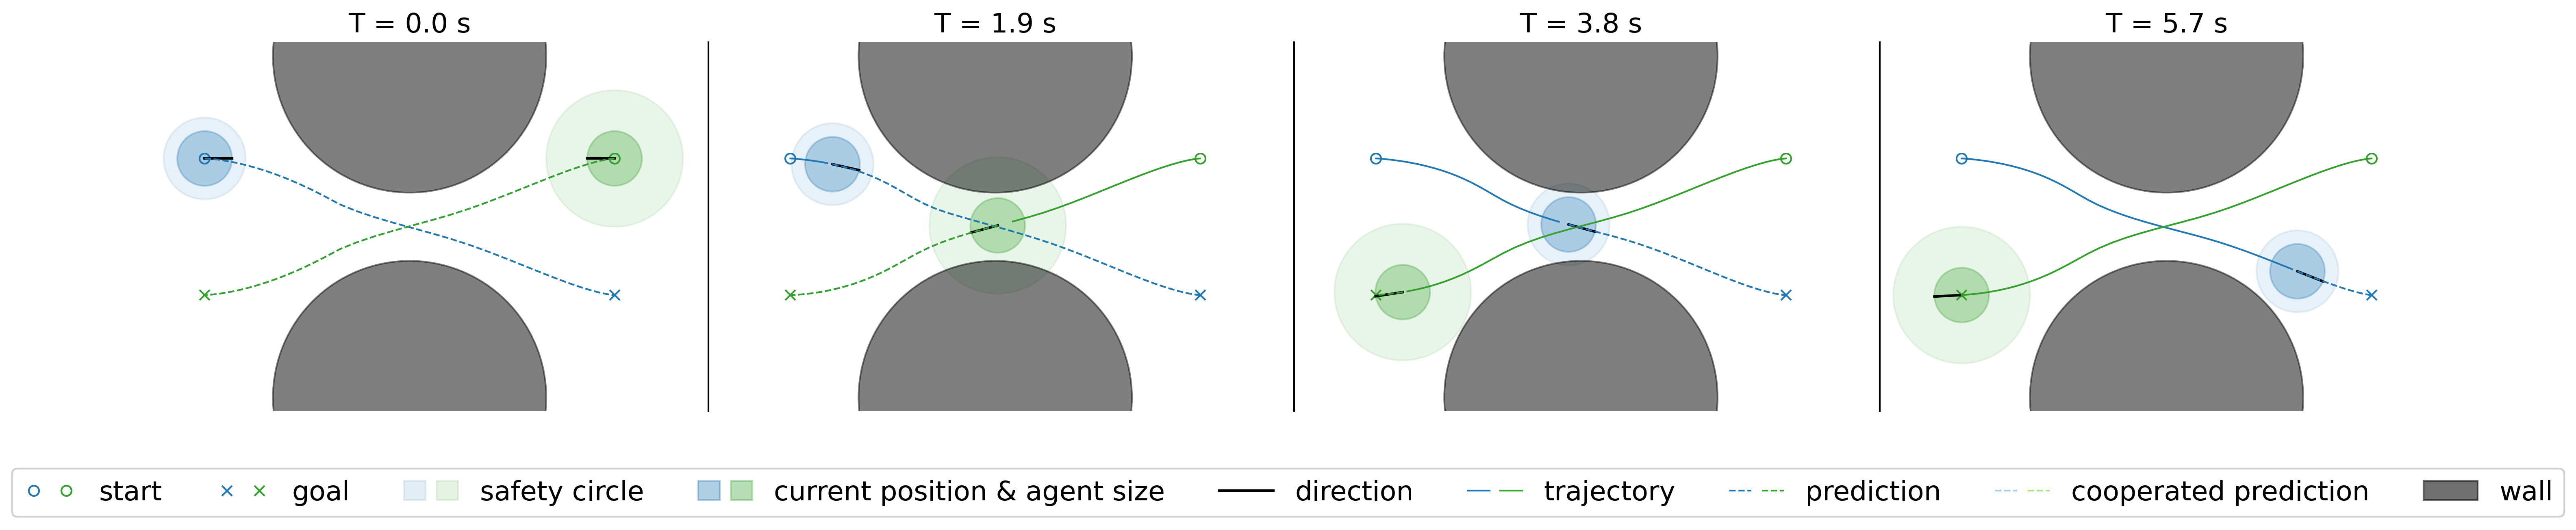 T = 0.0 s
T = 1.9 s
T = 3.8 s
T = 5.7 s
start goal safety circle current position & agent size direction trajectory prediction cooperated prediction wall